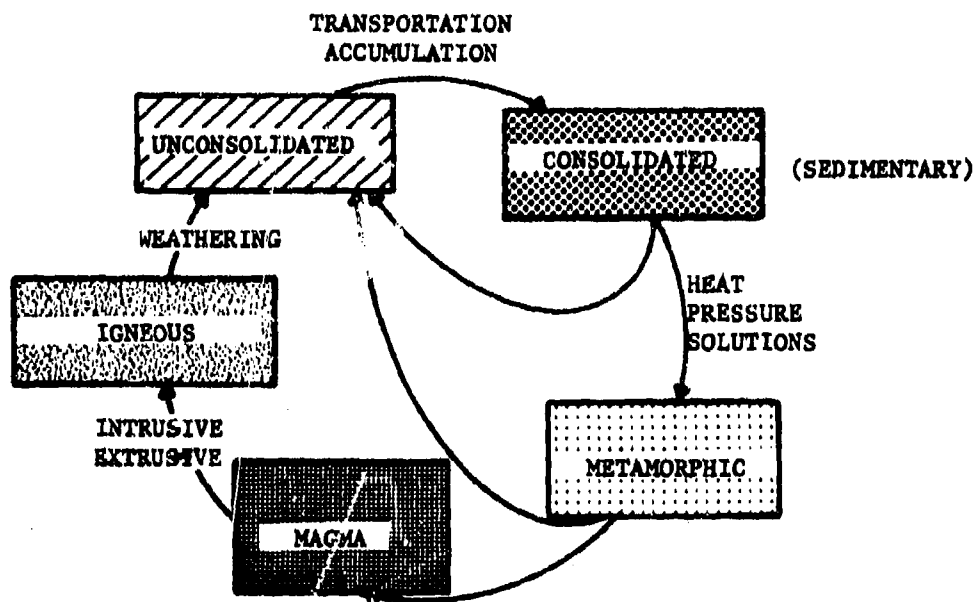 TRANSPORTATION
ACCUMULATION
UNCONSOLIDATED
CONSOLIDATED
(SEDIMENTARY)
WEATHERING
HEAT
PRESSURE
SOLUTIONS
IGNEOUS
INTRUSIVE
EXTRUSIVE
METAMORPHIC
MAGMA